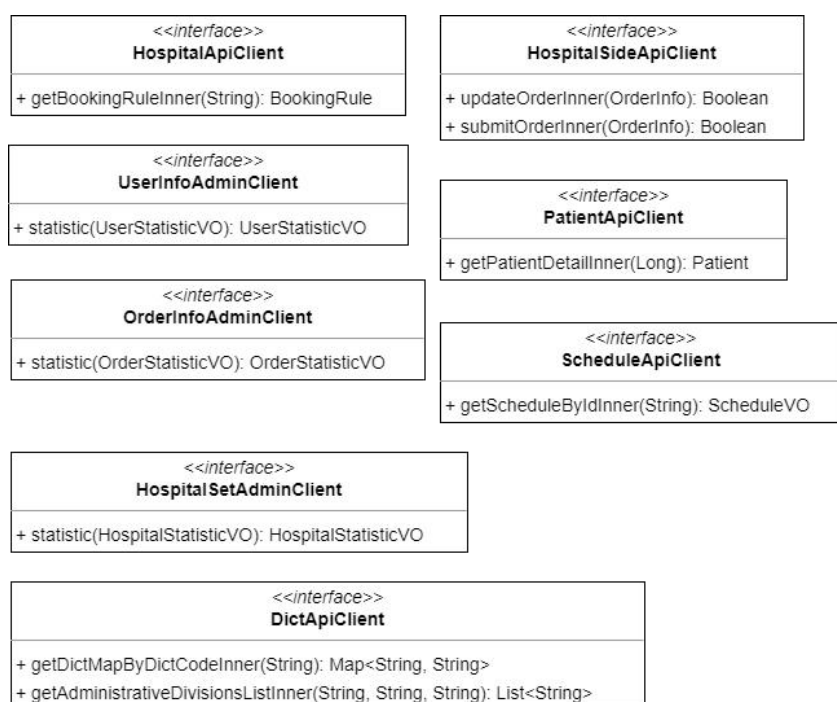 <<interface>>
HospitalApiClient
+ getBookingRuleInner(String): BookingRule
<<interface>>
HospitalSideApiClient
+ updateOrderInner(OrderInfo): Boolean
+ submitOrderInner(OrderInfo): Boolean
<<interface>>
UserInfoAdminClient
+ statistic(UserStatisticVO): UserStatisticVO
<<interface>>
PatientApiClient
+ getPatientDetailInner(Long): Patient
<<interface>>
OrderInfoAdminClient
+ statistic(OrderStatisticVO): OrderStatisticVO
<<interface>>
ScheduleApiClient
+ getScheduleByIdInner(String): ScheduleVO
<<interface>>
HospitalSetAdminClient
+ statistic(HospitalStatisticVO): HospitalStatisticVO
<<interface>>
DictApiClient
+ getDictMapByDictCodeInner(String): Map<String, String>
+ getAdministrativeDivisionsListInner(String, String, String): List<String>